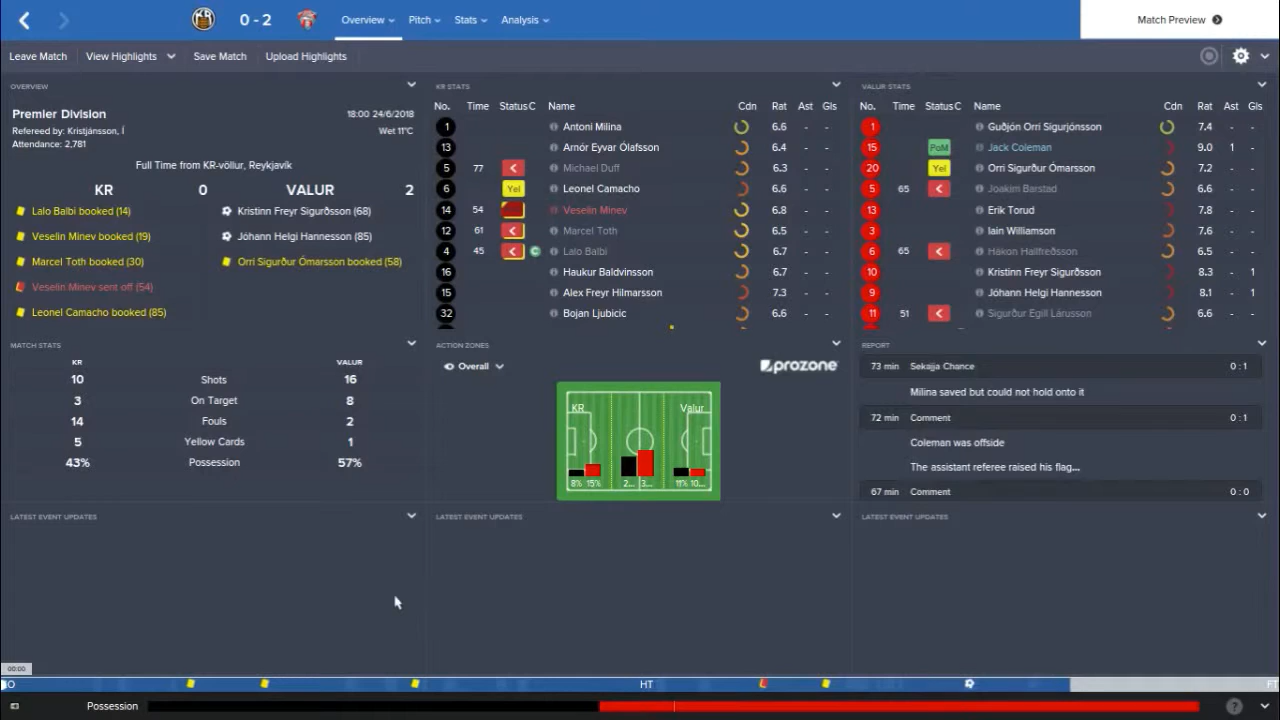 KR 0 - 2 Overview Pitch Stats Analysis Match Preview
Leave Match View Highlights Save Match Upload Highlights
OVERVIEW
Premier Division 18:00 24/6/2018
Refereed by: Kristjánsson, Í Wet 11°C
Attendance: 2,781
Full Time from KR-völlur, Reykjavík
KR 0 VALUR 2
Lalo Balbi booked (14) Kristinn Freyr Sigurðsson (68)
Veselin Minev booked (19) Jóhann Helgi Hannesson (85)
Marcel Toth booked (30) Orri Sigurður Ómarsson booked (58)
Veselin Minev sent off (54)
Leonel Camacho booked (85)
KR STATS
No. Time Status C Name Cdn Rat Ast Gls
1 Antoni Milina 6.6 - -
13 Arnór Eyvar Ólafsson 6.4 - -
5 77 Michael Duff 6.3 - -
6 Yel Leonel Camacho 6.6 - -
14 54 Veselin Minev 6.8 - -
12 61 Marcel Toth 6.5 - -
4 45 C Lalo Balbi 6.7 - -
16 Haukur Baldvinsson 6.7 - -
15 Alex Freyr Hilmarsson 7.3 - -
32 Bojan Ljubicic 6.6 - -
VALUR STATS
No. Time Status C Name Cdn Rat Ast Gls
1 Guðjón Orri Sigurjónsson 7.4 - -
15 PoM Jack Coleman 9.0 1 -
20 Yel Orri Sigurður Ómarsson 7.2 - -
5 65 Joakim Barstad 6.6 - -
13 Erik Torud 7.8 - -
3 Iain Williamson 7.6 - -
6 65 Hákon Hallfreðsson 6.5 - -
10 Kristinn Freyr Sigurðsson 8.3 - 1
9 Jóhann Helgi Hannesson 8.1 - 1
11 51 Sigurður Egill Lárusson 6.6 - -
MATCH STATS
KR VALUR
10 Shots 16
3 On Target 8
14 Fouls 2
5 Yellow Cards 1
43% Possession 57%
ACTION ZONES
Overall prozone
KR Valur
8% 15% 2... 3... 11% 10...
REPORT
73 min Sekajja Chance 0 : 1
Milina saved but could not hold onto it
72 min Comment 0 : 1
Coleman was offside
The assistant referee raised his flag...
67 min Comment 0 : 0
LATEST EVENT UPDATES
LATEST EVENT UPDATES
LATEST EVENT UPDATES
00:00
HT
Possession